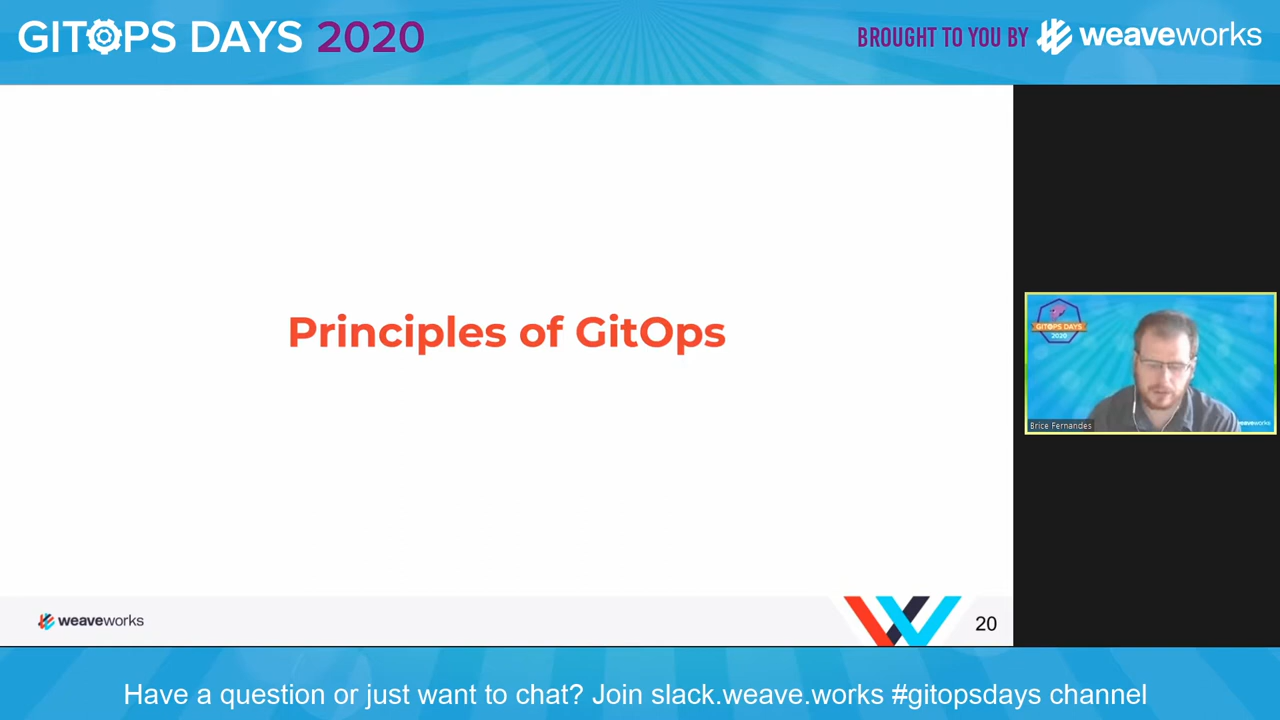 GITOPS DAYS 2020
BROUGHT TO YOU BY weaveworks
Principles of GitOps
GITOPS DAYS
2020
Brice Fernandes
weaveworks
weaveworks
20
Have a question or just want to chat? Join slack.weave.works #gitopsdays channel